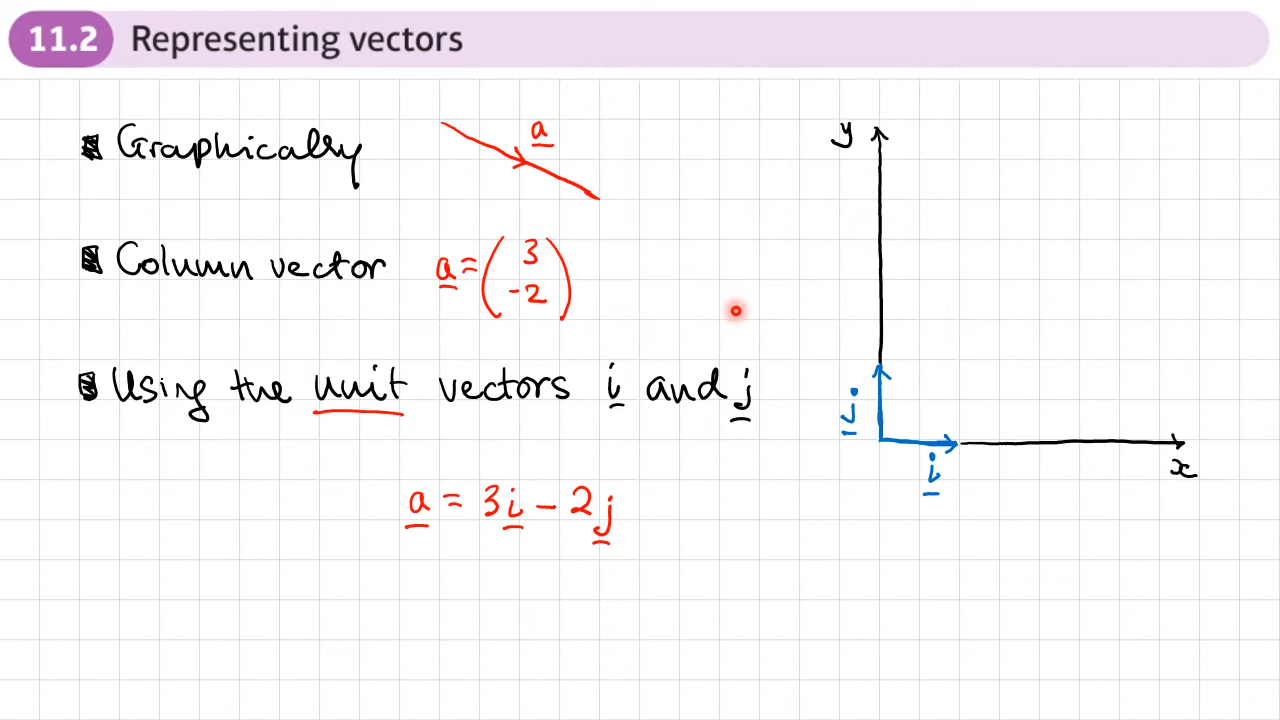 11.2 Representing vectors
Graphically
a
Column vector a = ( 3
-2 )
Using the unit vectors i and j
a = 3i - 2j
y
j
i
x